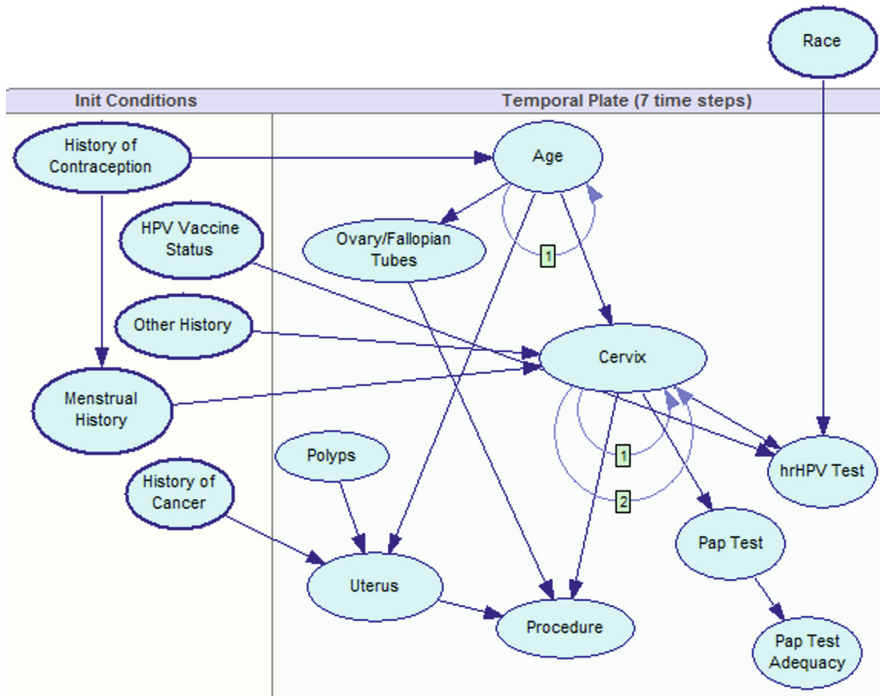 Race
Init Conditions
Temporal Plate (7 time steps)
History of
Contraception
Age
HPV Vaccine
Status
Ovary/Fallopian
Tubes
1
Other History
Cervix
Menstrual
History
Polyps
1
hrHPV Test
History of
Cancer
2
Pap Test
Uterus
Procedure
Pap Test
Adequacy